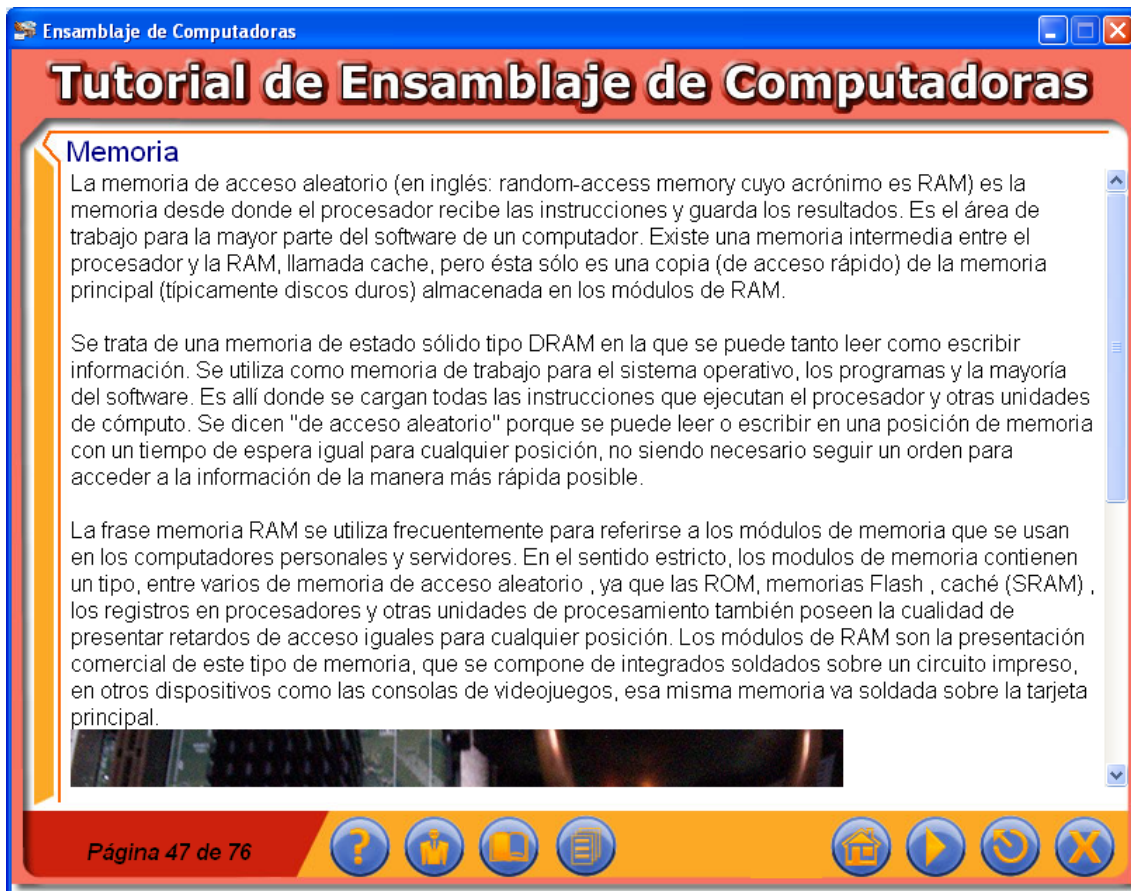 Ensamblaje de Computadoras
Tutorial de Ensamblaje de Computadoras
Memoria
La memoria de acceso aleatorio (en inglés: random-access memory cuyo acrónimo es RAM) es la
memoria desde donde el procesador recibe las instrucciones y guarda los resultados. Es el área de
trabajo para la mayor parte del software de un computador. Existe una memoria intermedia entre el
procesador y la RAM, llamada cache, pero ésta sólo es una copia (de acceso rápido) de la memoria
principal (típicamente discos duros) almacenada en los módulos de RAM.
Se trata de una memoria de estado sólido tipo DRAM en la que se puede tanto leer como escribir
información. Se utiliza como memoria de trabajo para el sistema operativo, los programas y la mayoría
del software. Es allí donde se cargan todas las instrucciones que ejecutan el procesador y otras unidades
de cómputo. Se dicen "de acceso aleatorio" porque se puede leer o escribir en una posición de memoria
con un tiempo de espera igual para cualquier posición, no siendo necesario seguir un orden para
acceder a la información de la manera más rápida posible.
La frase memoria RAM se utiliza frecuentemente para referirse a los módulos de memoria que se usan
en los computadores personales y servidores. En el sentido estricto, los modulos de memoria contienen
un tipo, entre varios de memoria de acceso aleatorio , ya que las ROM, memorias Flash , caché (SRAM) ,
los registros en procesadores y otras unidades de procesamiento también poseen la cualidad de
presentar retardos de acceso iguales para cualquier posición. Los módulos de RAM son la presentación
comercial de este tipo de memoria, que se compone de integrados soldados sobre un circuito impreso,
en otros dispositivos como las consolas de videojuegos, esa misma memoria va soldada sobre la tarjeta
principal.
Página 47 de 76